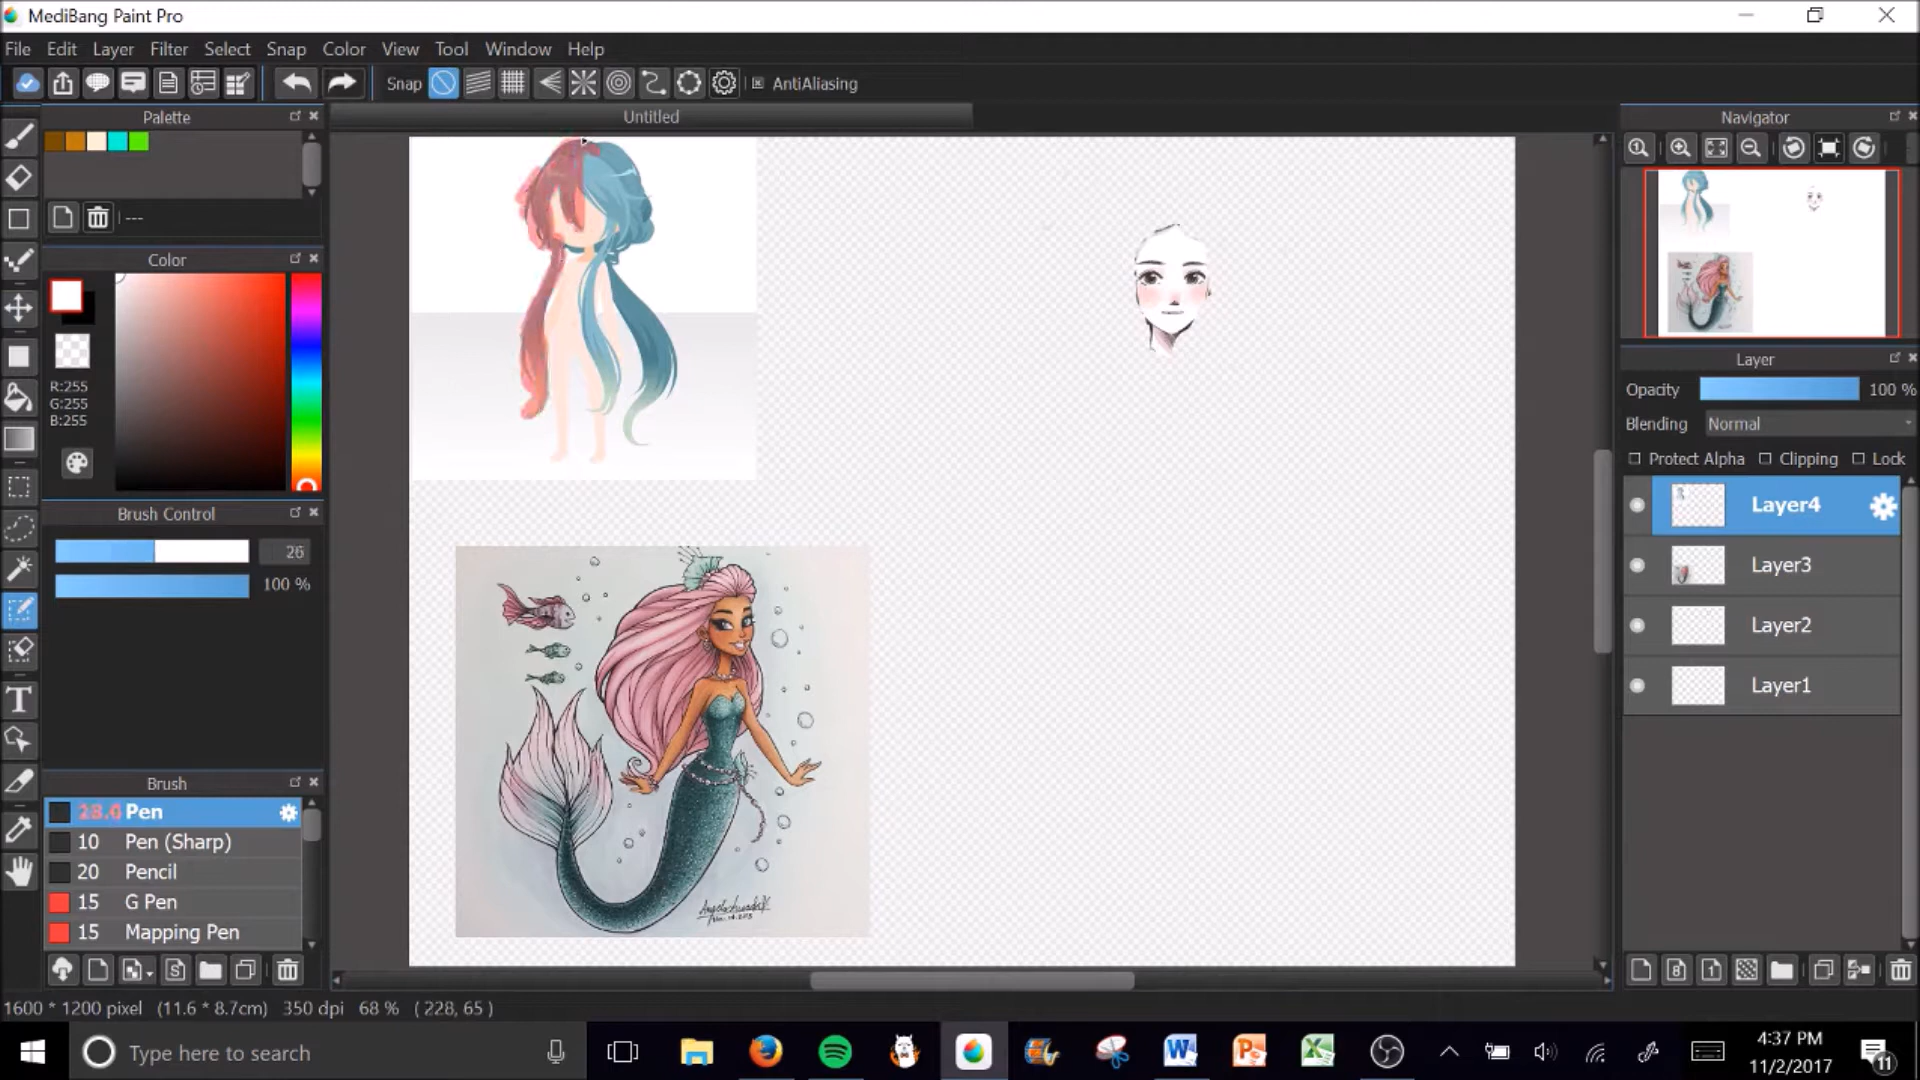 MediBang Paint Pro
File Edit Layer Filter Select Snap Color View Tool Window Help
Snap AntiAliasing
Palette
Untitled
Navigator
---
Color
R:255
G:255
B:255
Brush Control
26
100 %
Brush
28.0 Pen
10 Pen (Sharp)
20 Pencil
15 G Pen
15 Mapping Pen
Layer
Opacity 100 %
Blending Normal
Protect Alpha Clipping Lock
Layer4
Layer3
Layer2
Layer1
1600 * 1200 pixel (11.6 * 8.7cm) 350 dpi 68 % ( 228, 65 )
Type here to search
4:37 PM
11/2/2017
11